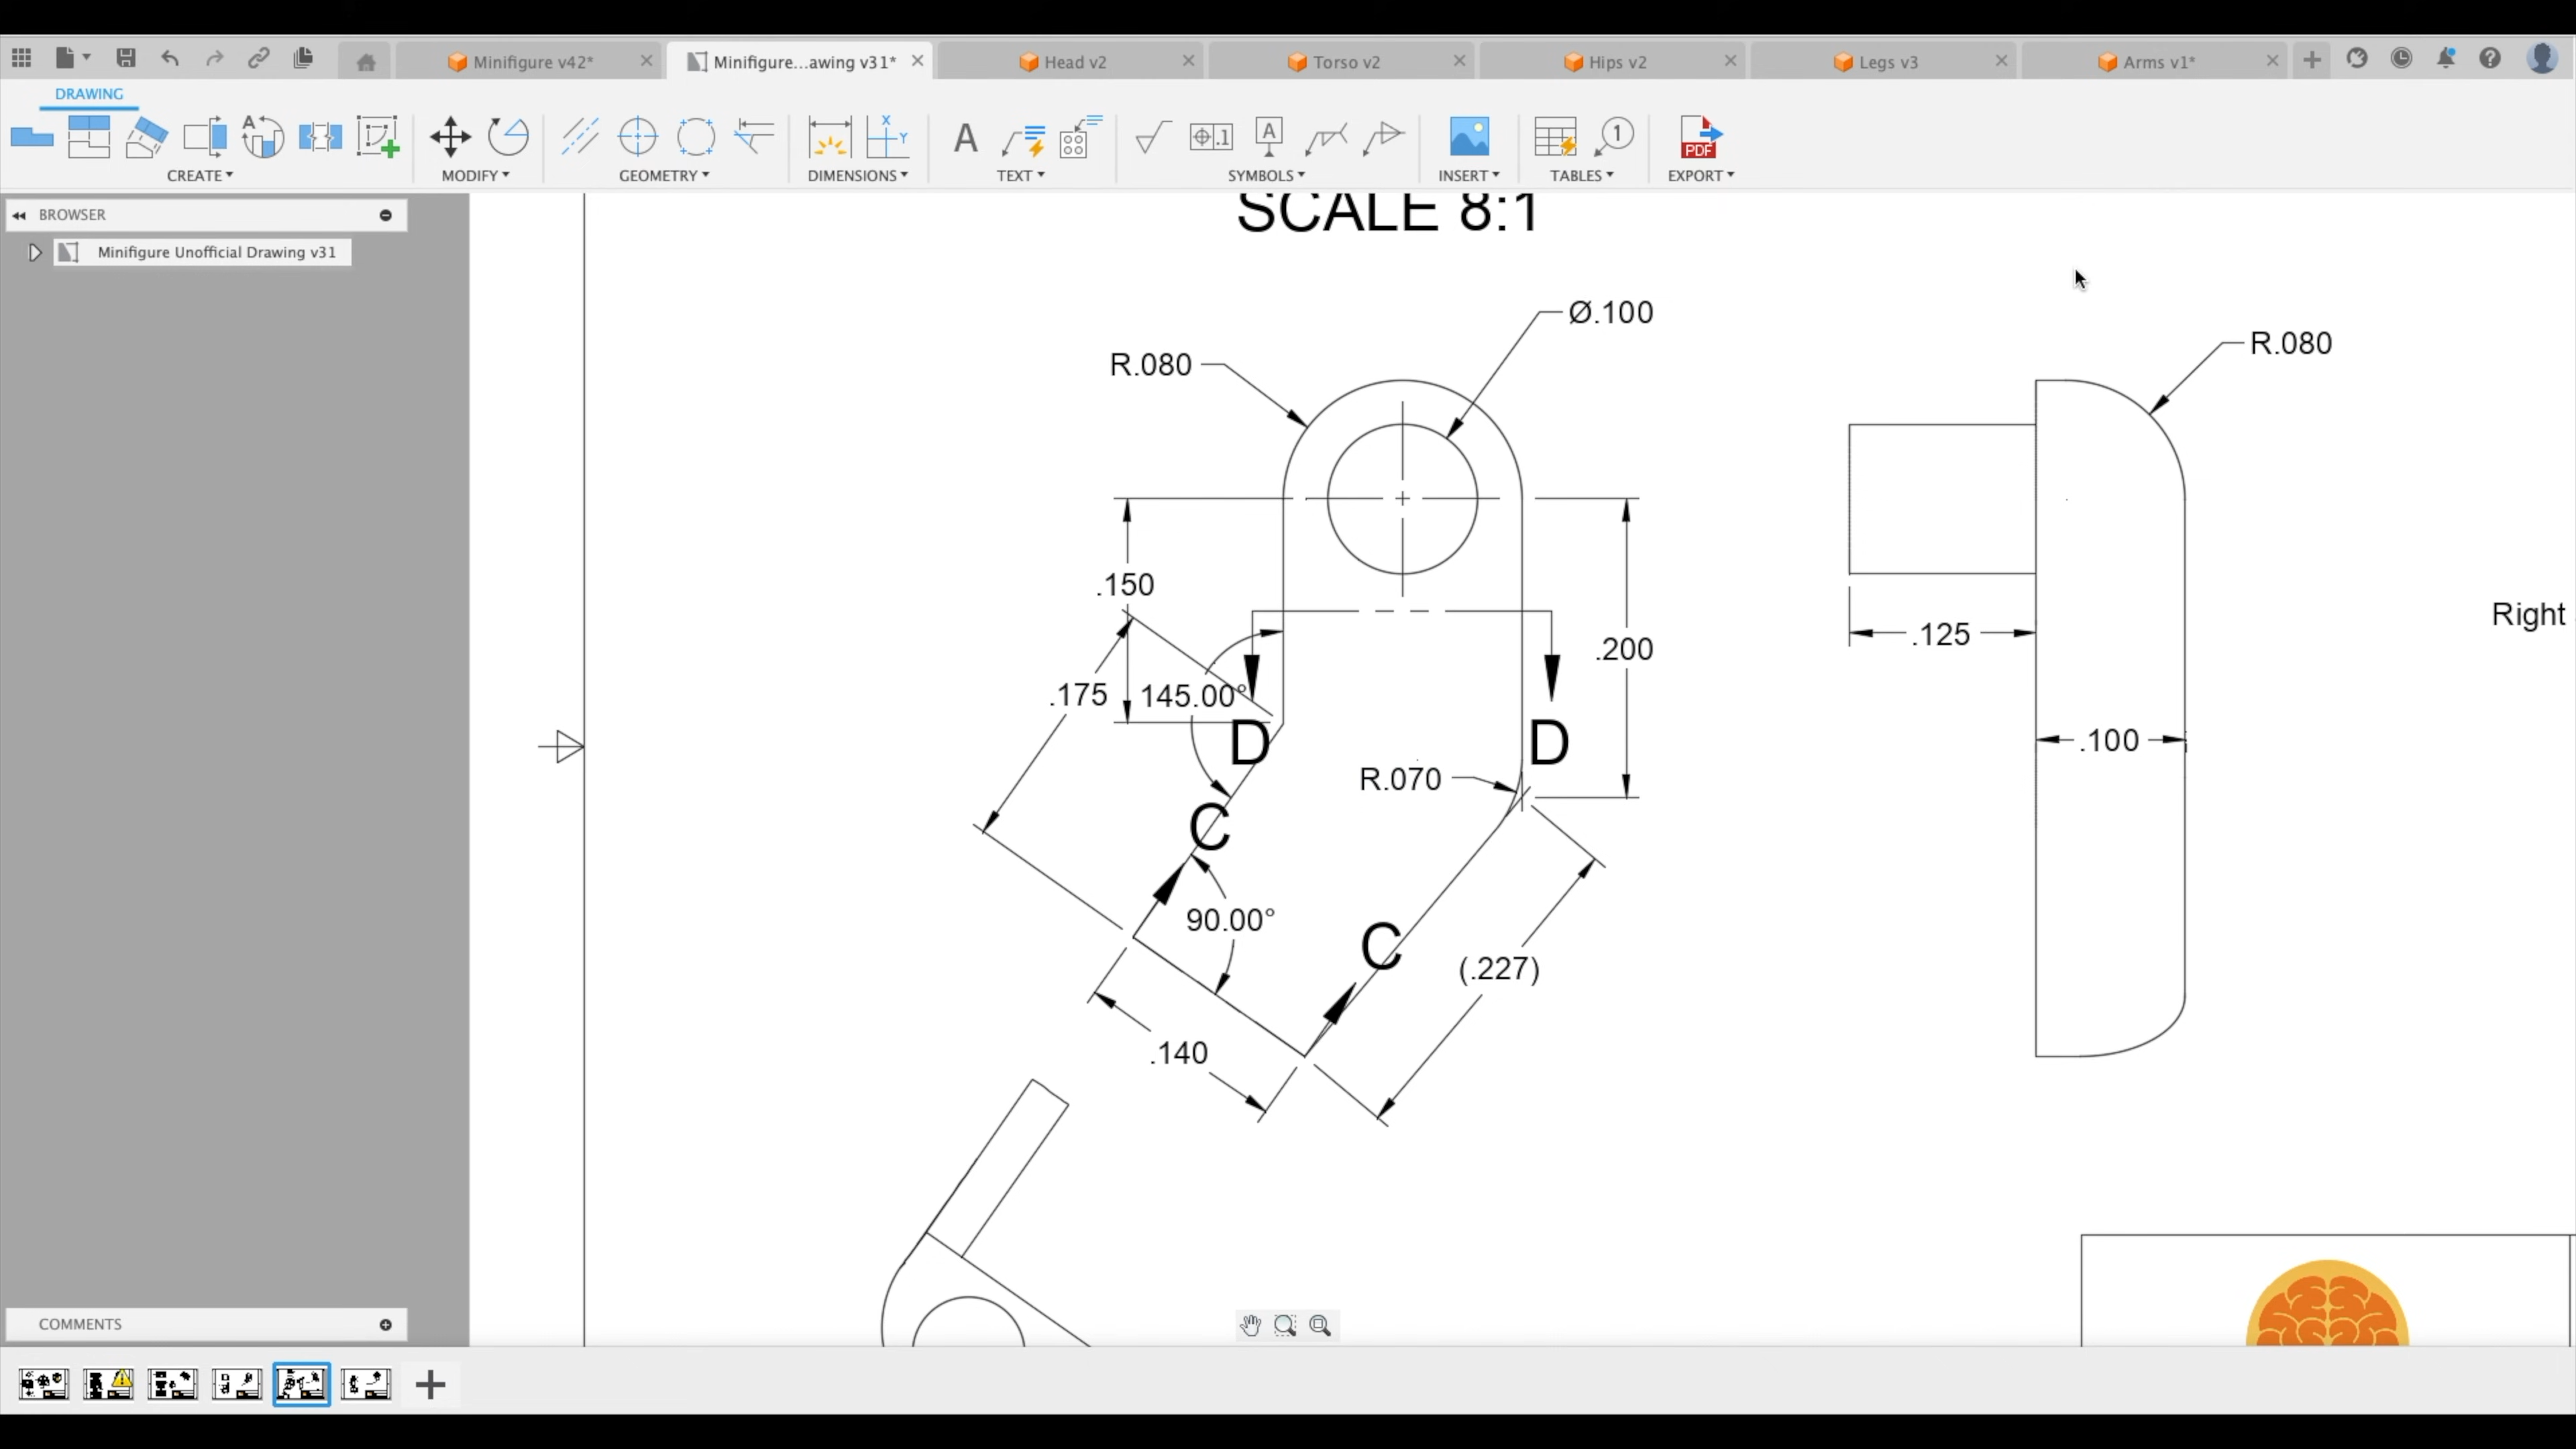 Minifigure v42*
Minifigure...awing v31*
Head v2
Torso v2
Hips v2
Legs v3
Arms v1*
DRAWING
CREATE
MODIFY
GEOMETRY
DIMENSIONS
TEXT
SYMBOLS
INSERT
TABLES
EXPORT
BROWSER
Minifigure Unofficial Drawing v31
SCALE 8:1
Ø.100
R.080
R.080
.150
Right
.125
.200
.175
145.00°
D
D
.100
R.070
C
90.00°
C
(.227)
.140
COMMENTS